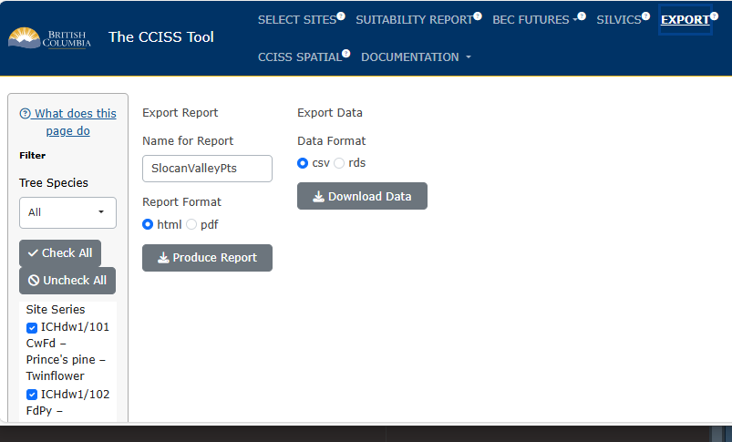 BRITISH
COLUMBIA
The CCISS Tool
SELECT SITES?
SUITABILITY REPORT?
BEC FUTURES?
SILVICS?
EXPORT?
CCISS SPATIAL?
DOCUMENTATION
? What does this
page do
Filter
Tree Species
All
Check All
Uncheck All
Site Series
ICHdw1/101
CwFd –
Prince's pine –
Twinflower
ICHdw1/102
FdPy –
Export Report
Name for Report
SlocanValleyPts
Report Format
html pdf
Produce Report
Export Data
Data Format
csv rds
Download Data